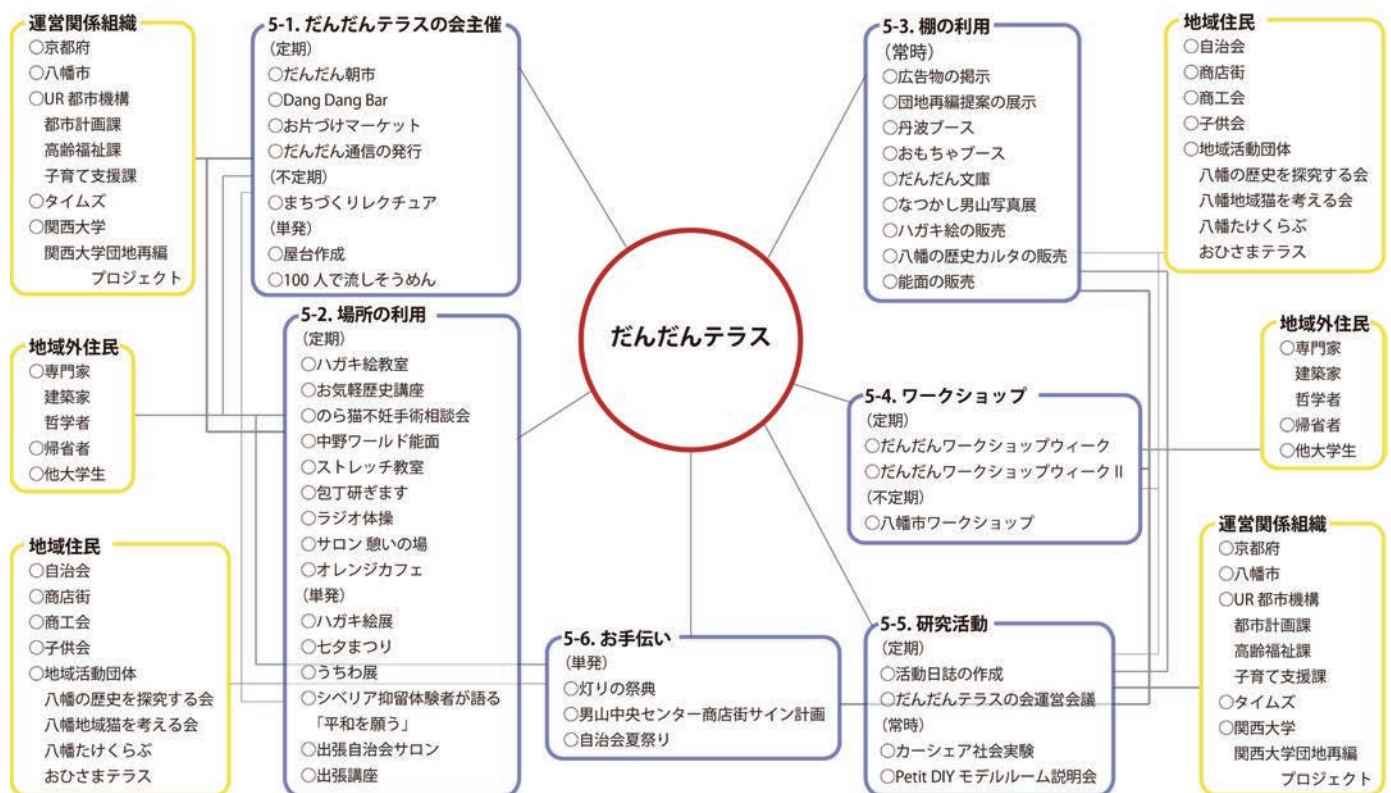 運営関係組織
○京都府
○八幡市
○UR 都市機構
都市計画課
高齢福祉課
子育て支援課
○タイムズ
○関西大学
関西大学団地再編
プロジェクト
5-1. だんだんテラスの会主催
（定期）
○だんだん朝市
○Dang Dang Bar
○お片づけマーケット
○だんだん通信の発行
（不定期）
○まちづくりレクチュア
（単発）
○屋台作成
○100 人で流しそうめん
5-3. 棚の利用
（常時）
○広告物の掲示
○団地再編提案の展示
○丹波ブース
○おもちゃブース
○だんだん文庫
○なつかし男山写真展
○ハガキ絵の販売
○八幡の歴史カルタの販売
○能面の販売
地域住民
○自治会
○商店街
○商工会
○子供会
○地域活動団体
八幡の歴史を探究する会
八幡地域猫を考える会
八幡たけくらぶ
おひさまテラス
だんだんテラス
地域外住民
○専門家
建築家
哲学者
○帰省者
○他大学生
5-2. 場所の利用
（定期）
○ハガキ絵教室
○お気軽歴史講座
○のら猫不妊手術相談会
○中野ワールド能面
○ストレッチ教室
○包丁研ぎます
○ラジオ体操
○サロン 憩いの場
○オレンジカフェ
（単発）
○ハガキ絵展
○七夕まつり
○うちわ展
○シベリア抑留体験者が語る
「平和を願う」
○出張自治会サロン
○出張講座
5-4. ワークショップ
（定期）
○だんだんワークショップウィーク
○だんだんワークショップウィーク II
（不定期）
○八幡市ワークショップ
地域外住民
○専門家
建築家
哲学者
○帰省者
○他大学生
地域住民
○自治会
○商店街
○商工会
○子供会
○地域活動団体
八幡の歴史を探究する会
八幡地域猫を考える会
八幡たけくらぶ
おひさまテラス
5-6. お手伝い
（単発）
○灯りの祭典
○男山中央センター商店街サイン計画
○自治会夏祭り
5-5. 研究活動
（定期）
○活動日誌の作成
○だんだんテラスの会運営会議
（常時）
○カーシェア社会実験
○Petit DIY モデルルーム説明会
運営関係組織
○京都府
○八幡市
○UR 都市機構
都市計画課
高齢福祉課
子育て支援課
○タイムズ
○関西大学
関西大学団地再編
プロジェクト